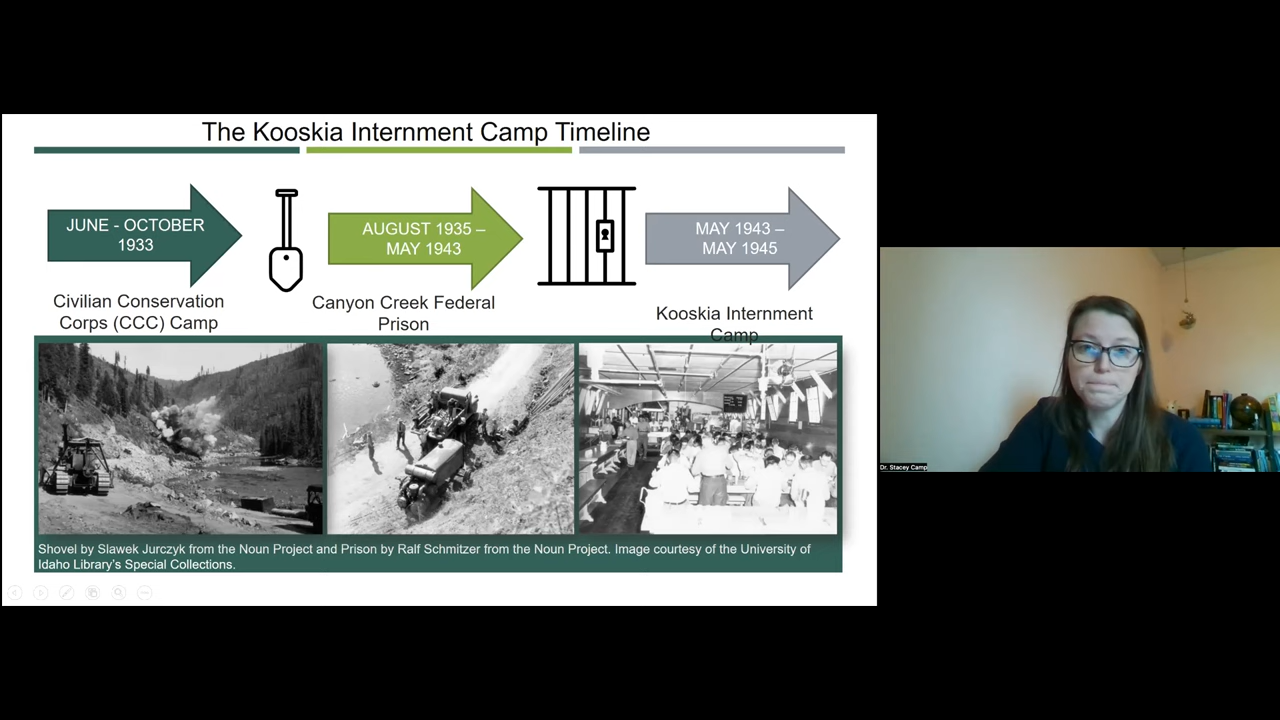 The Kooskia Internment Camp Timeline
JUNE - OCTOBER
1933
AUGUST 1935 –
MAY 1943
MAY 1943 –
MAY 1945
Civilian Conservation
Corps (CCC) Camp
Canyon Creek Federal
Prison
Kooskia Internment
Camp
Shovel by Slawek Jurczyk from the Noun Project and Prison by Ralf Schmitzer from the Noun Project. Image courtesy of the University of
Idaho Library's Special Collections.
Dr. Stacey Camp